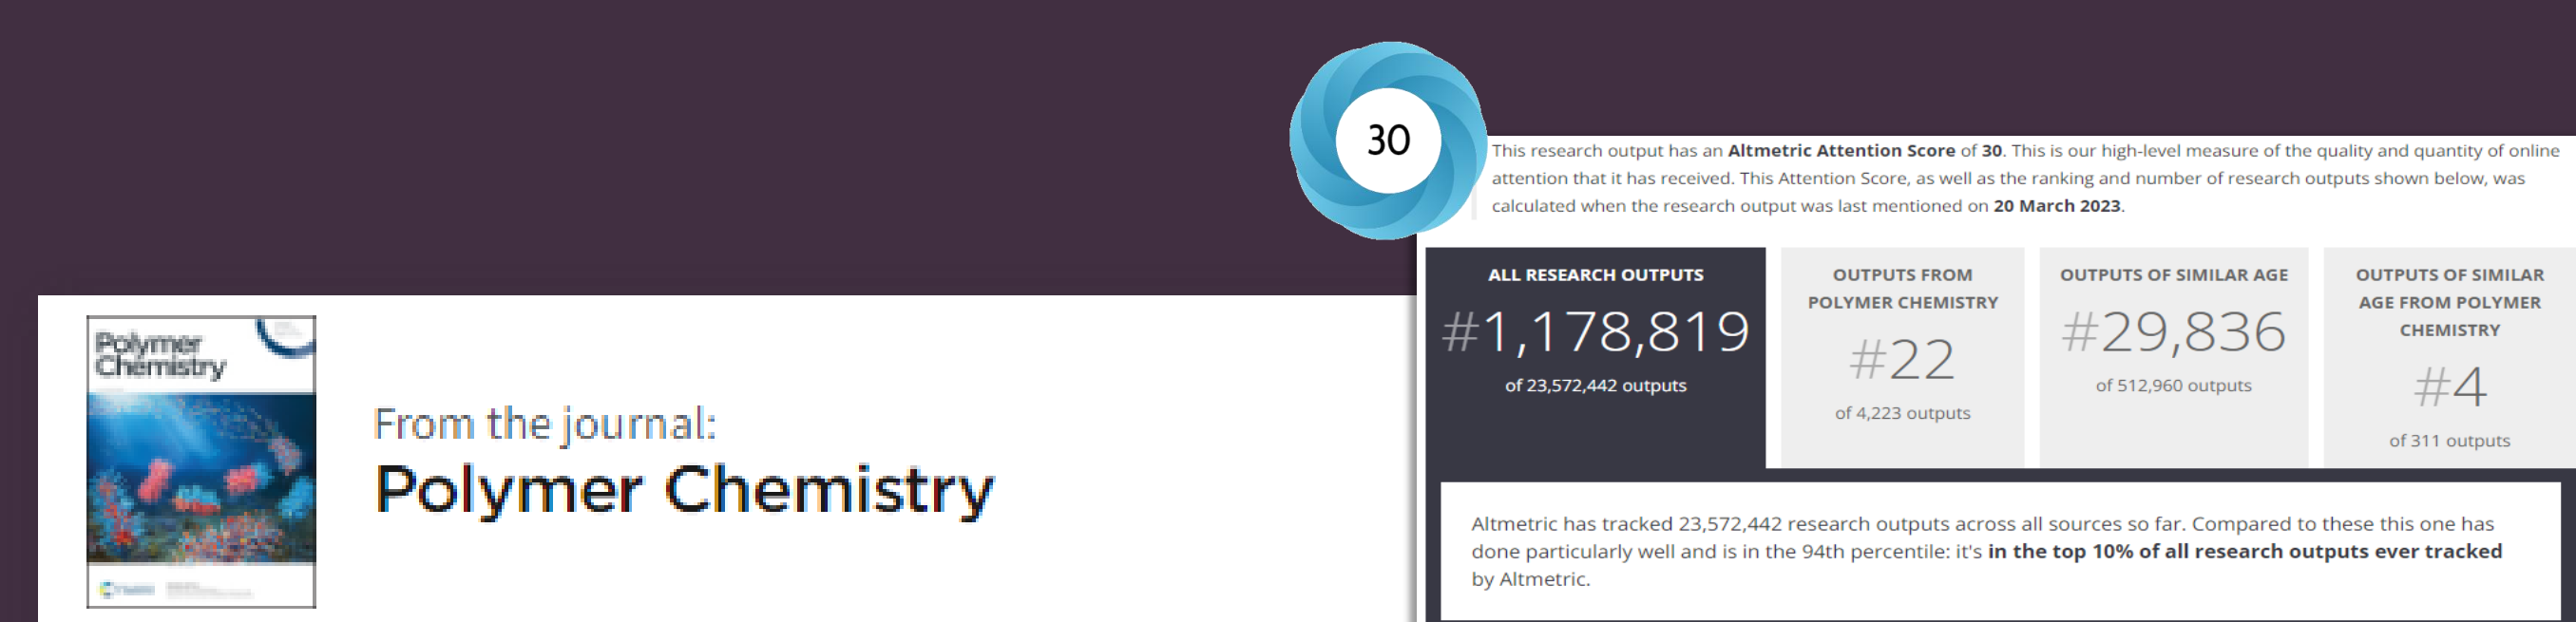 Polymer
Chemistry
From the journal:
Polymer Chemistry
30
This research output has an Altmetric Attention Score of 30. This is our high-level measure of the quality and quantity of online
attention that it has received. This Attention Score, as well as the ranking and number of research outputs shown below, was
calculated when the research output was last mentioned on 20 March 2023.
ALL RESEARCH OUTPUTS
#1,178,819
of 23,572,442 outputs
OUTPUTS FROM
POLYMER CHEMISTRY
#22
of 4,223 outputs
OUTPUTS OF SIMILAR AGE
#29,836
of 512,960 outputs
OUTPUTS OF SIMILAR
AGE FROM POLYMER
CHEMISTRY
#4
of 311 outputs
Altmetric has tracked 23,572,442 research outputs across all sources so far. Compared to these this one has
done particularly well and is in the 94th percentile: it's in the top 10% of all research outputs ever tracked
by Altmetric.